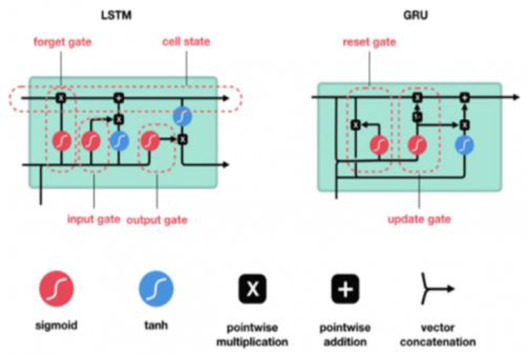 LSTM
GRU
forget gate
cell state
reset gate
input gate
output gate
update gate
sigmoid
tanh
pointwise
multiplication
pointwise
addition
vector
concatenation